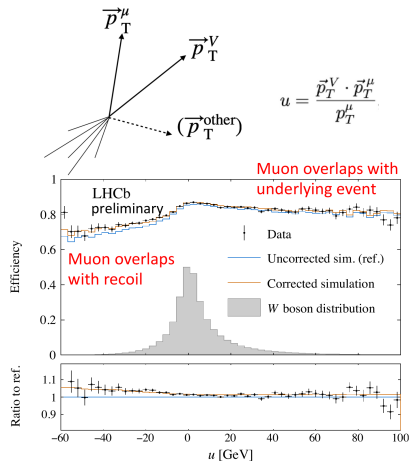 p⃗_T^μ
p⃗_T^V
(p⃗_T^other)
u = p⃗_T^V · p⃗_T^μ / p_T^μ
Muon overlaps with
underlying event
LHCb
preliminary
Muon overlaps
with recoil
Data
Uncorrected sim. (ref.)
Corrected simulation
W boson distribution
Efficiency
1
0.8
0.6
0.4
0.2
0
Ratio to ref.
1.1
1.0
0.9
−60 −40 −20 0 20 40 60 80 100
u [GeV]